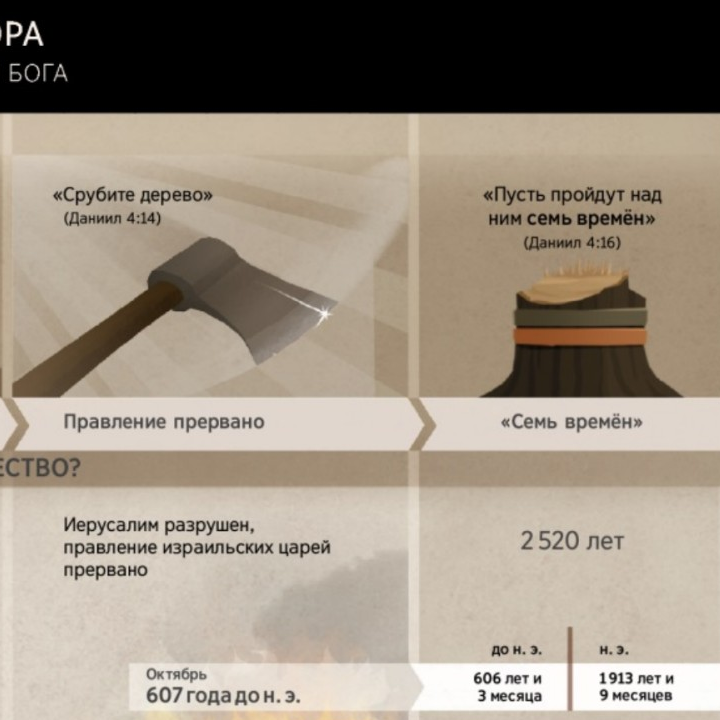 ОРА
БОГА
«Срубите дерево»
(Даниил 4:14)
«Пусть пройдут над
ним семь времён»
(Даниил 4:16)
Правление прервано
«Семь времён»
ЕСТВО?
Иерусалим разрушен,
правление израильских царей
прервано
2 520 лет
до н. э.
н. э.
Октябрь
607 года до н. э.
606 лет и
3 месяца
1 913 лет и
9 месяцев